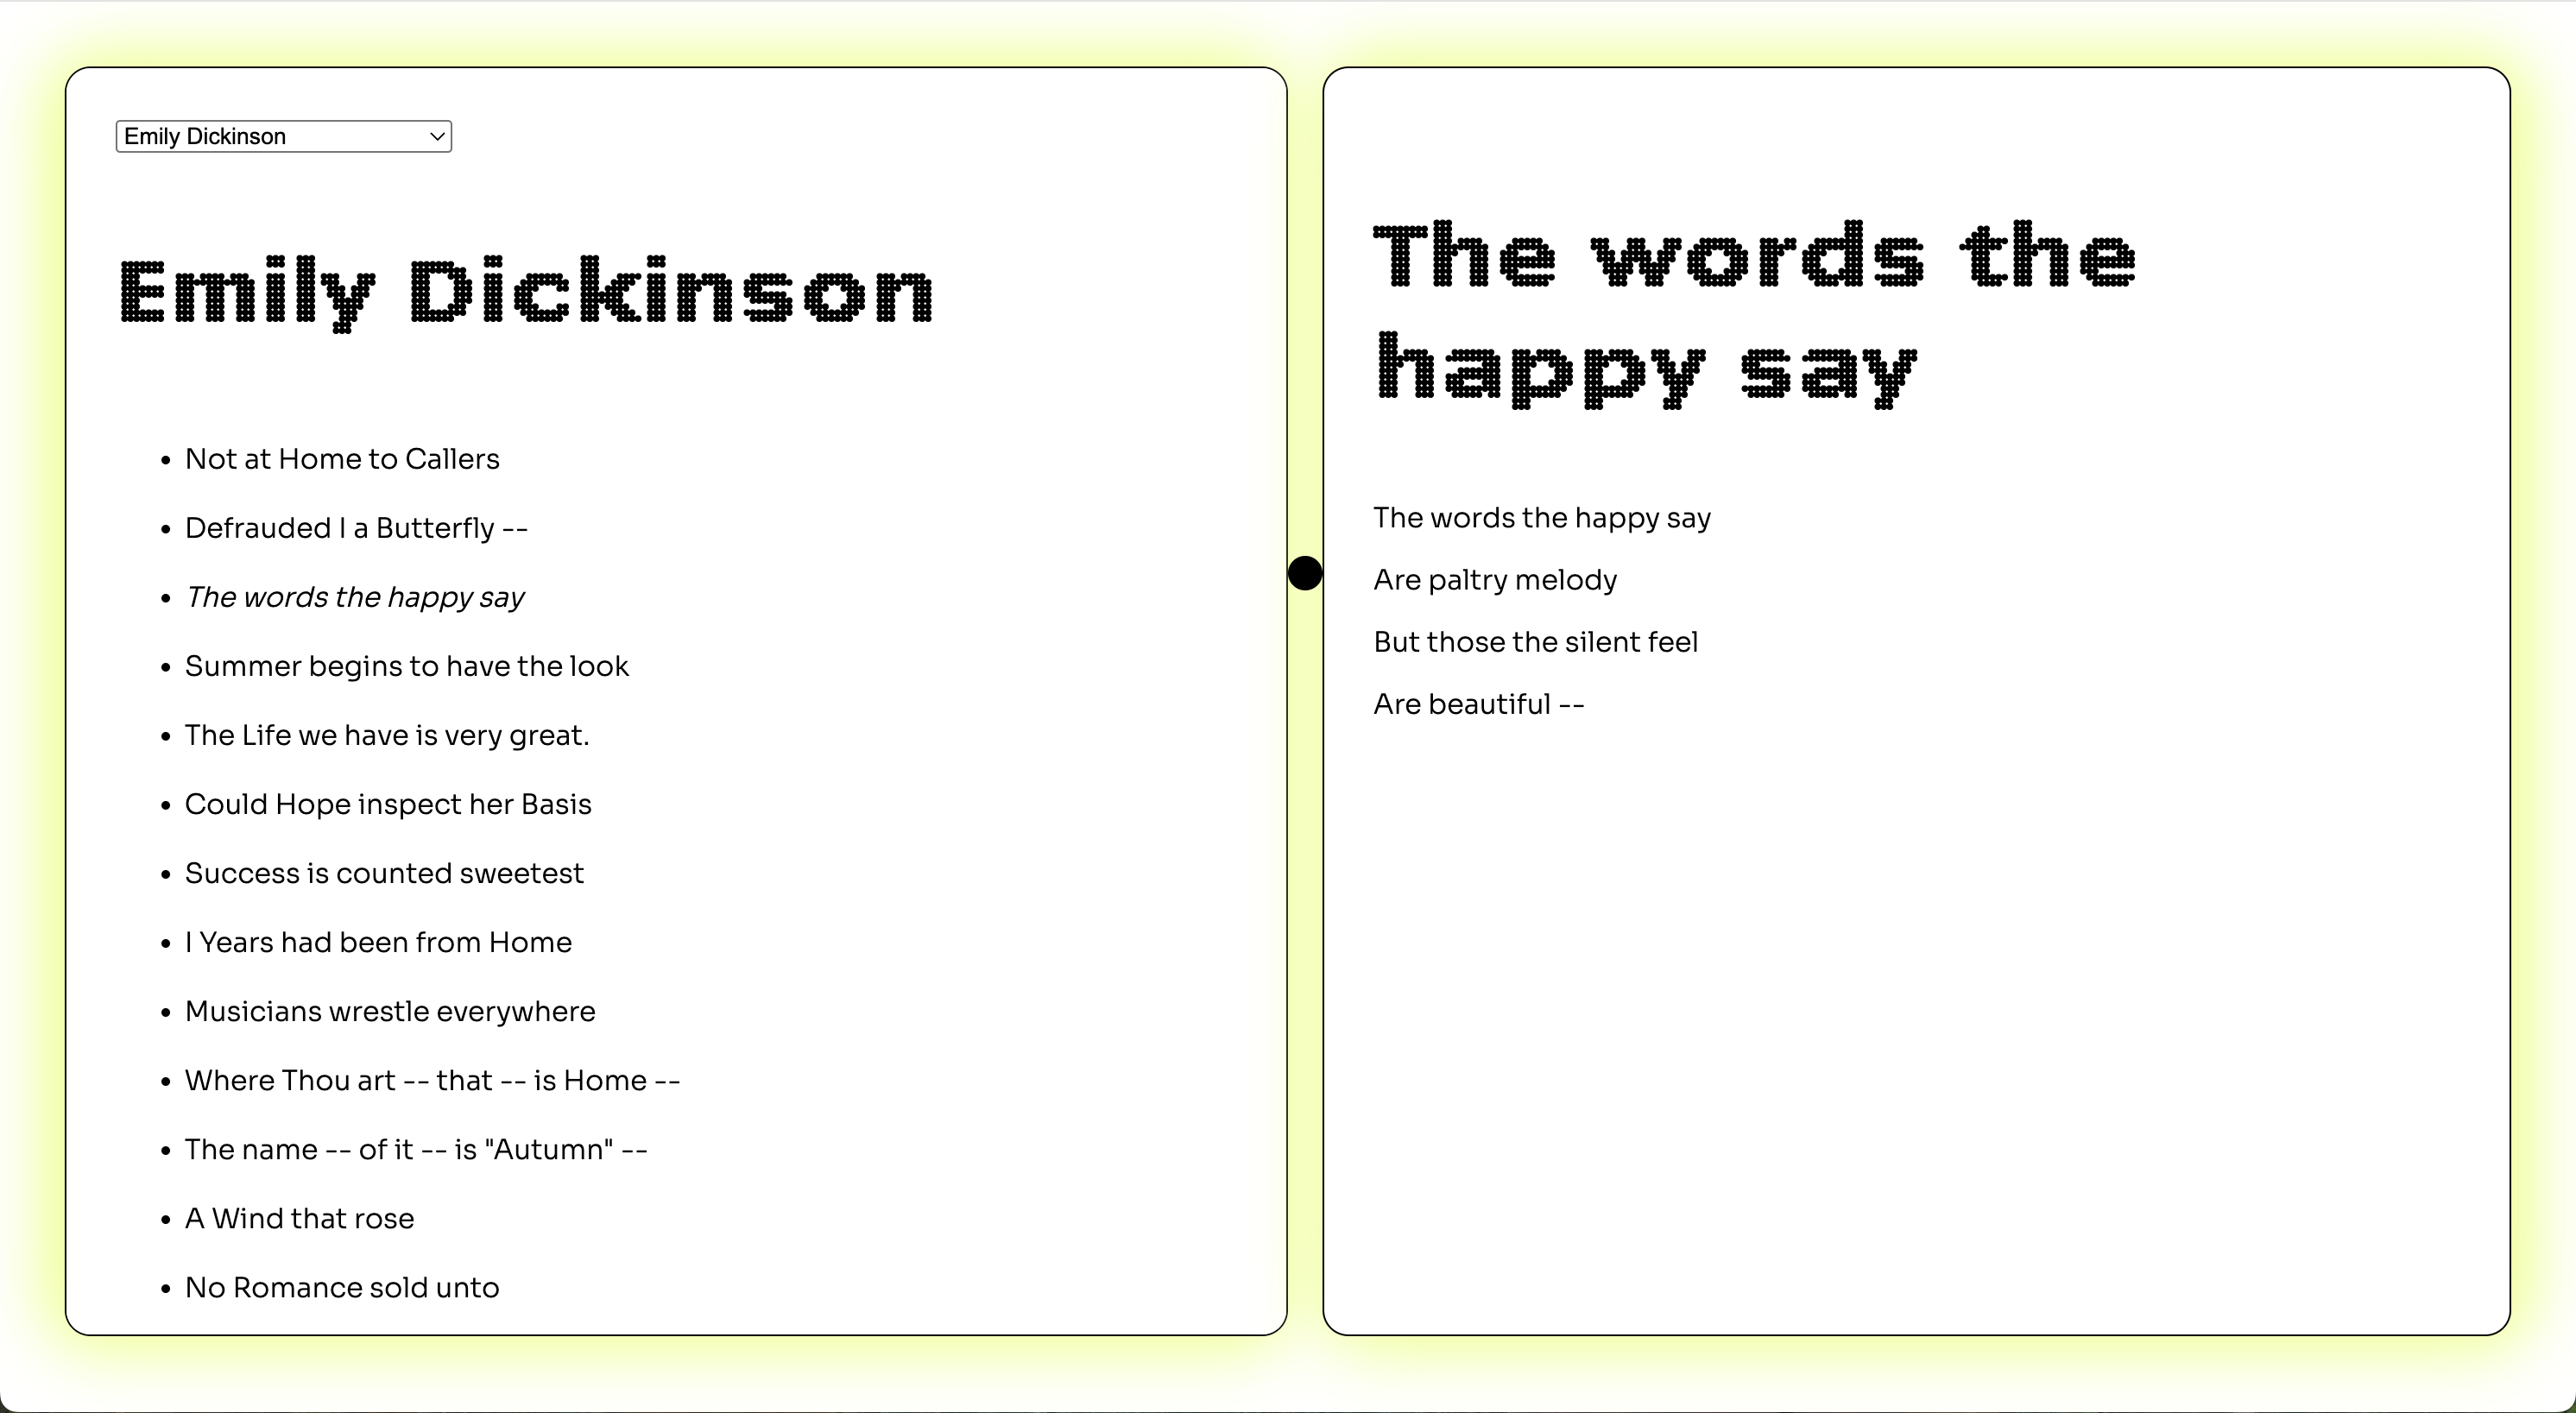 Emily Dickinson
Emily Dickinson
Not at Home to Callers
Defrauded I a Butterfly --
The words the happy say
Summer begins to have the look
The Life we have is very great.
Could Hope inspect her Basis
Success is counted sweetest
I Years had been from Home
Musicians wrestle everywhere
Where Thou art -- that -- is Home --
The name -- of it -- is "Autumn" --
A Wind that rose
No Romance sold unto
The words the
happy say
The words the happy say
Are paltry melody
But those the silent feel
Are beautiful --